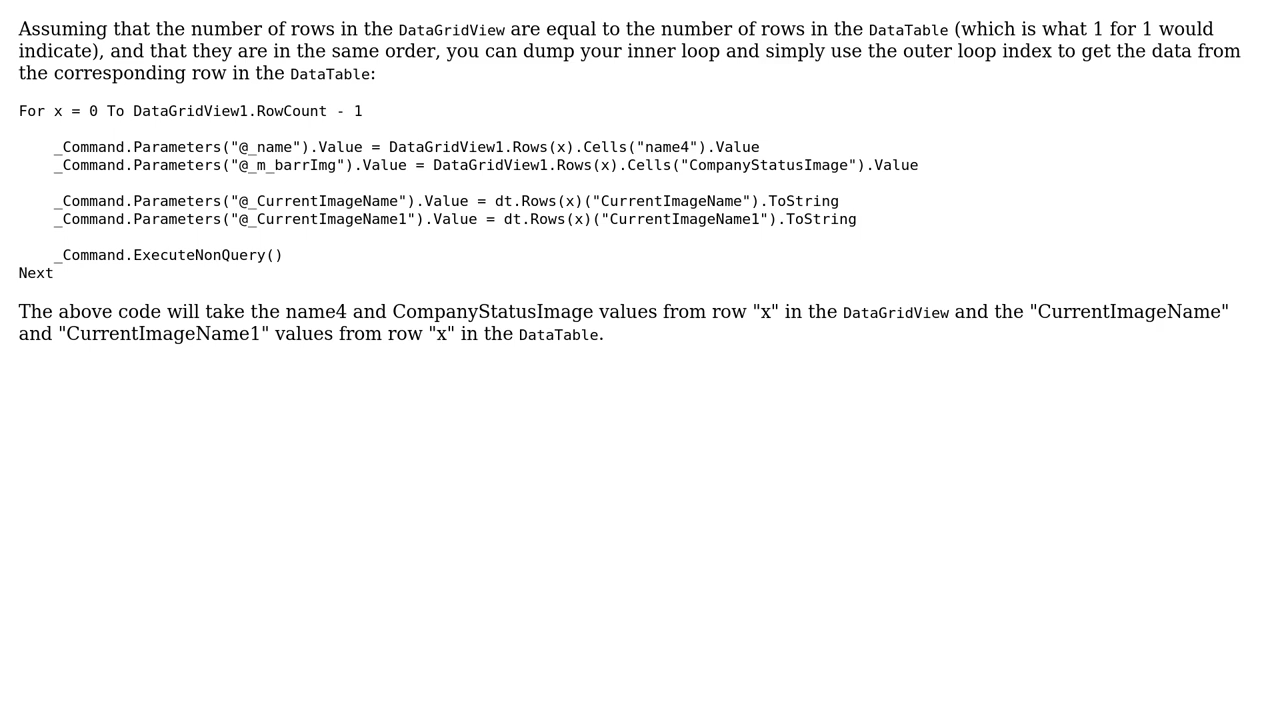 Assuming that the number of rows in the DataGridView are equal to the number of rows in the DataTable (which is what 1 for 1 would
indicate), and that they are in the same order, you can dump your inner loop and simply use the outer loop index to get the data from
the corresponding row in the DataTable:
For x = 0 To DataGridView1.RowCount - 1
    _Command.Parameters("@_name").Value = DataGridView1.Rows(x).Cells("name4").Value
    _Command.Parameters("@_m_barrImg").Value = DataGridView1.Rows(x).Cells("CompanyStatusImage").Value
    _Command.Parameters("@_CurrentImageName").Value = dt.Rows(x)("CurrentImageName").ToString
    _Command.Parameters("@_CurrentImageName1").Value = dt.Rows(x)("CurrentImageName1").ToString
    _Command.ExecuteNonQuery()
Next
The above code will take the name4 and CompanyStatusImage values from row "x" in the DataGridView and the "CurrentImageName"
and "CurrentImageName1" values from row "x" in the DataTable.